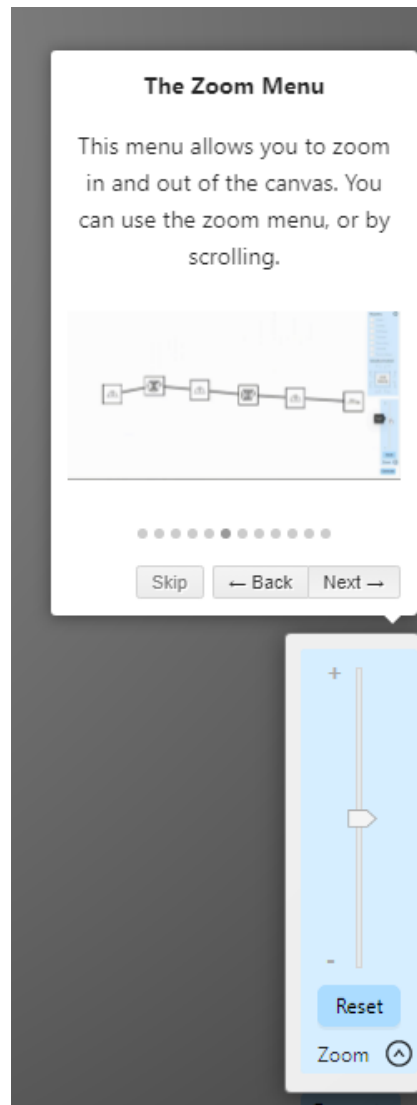 The Zoom Menu
This menu allows you to zoom
in and out of the canvas. You
can use the zoom menu, or by
scrolling.
Skip
← Back
Next →
+
-
Reset
Zoom